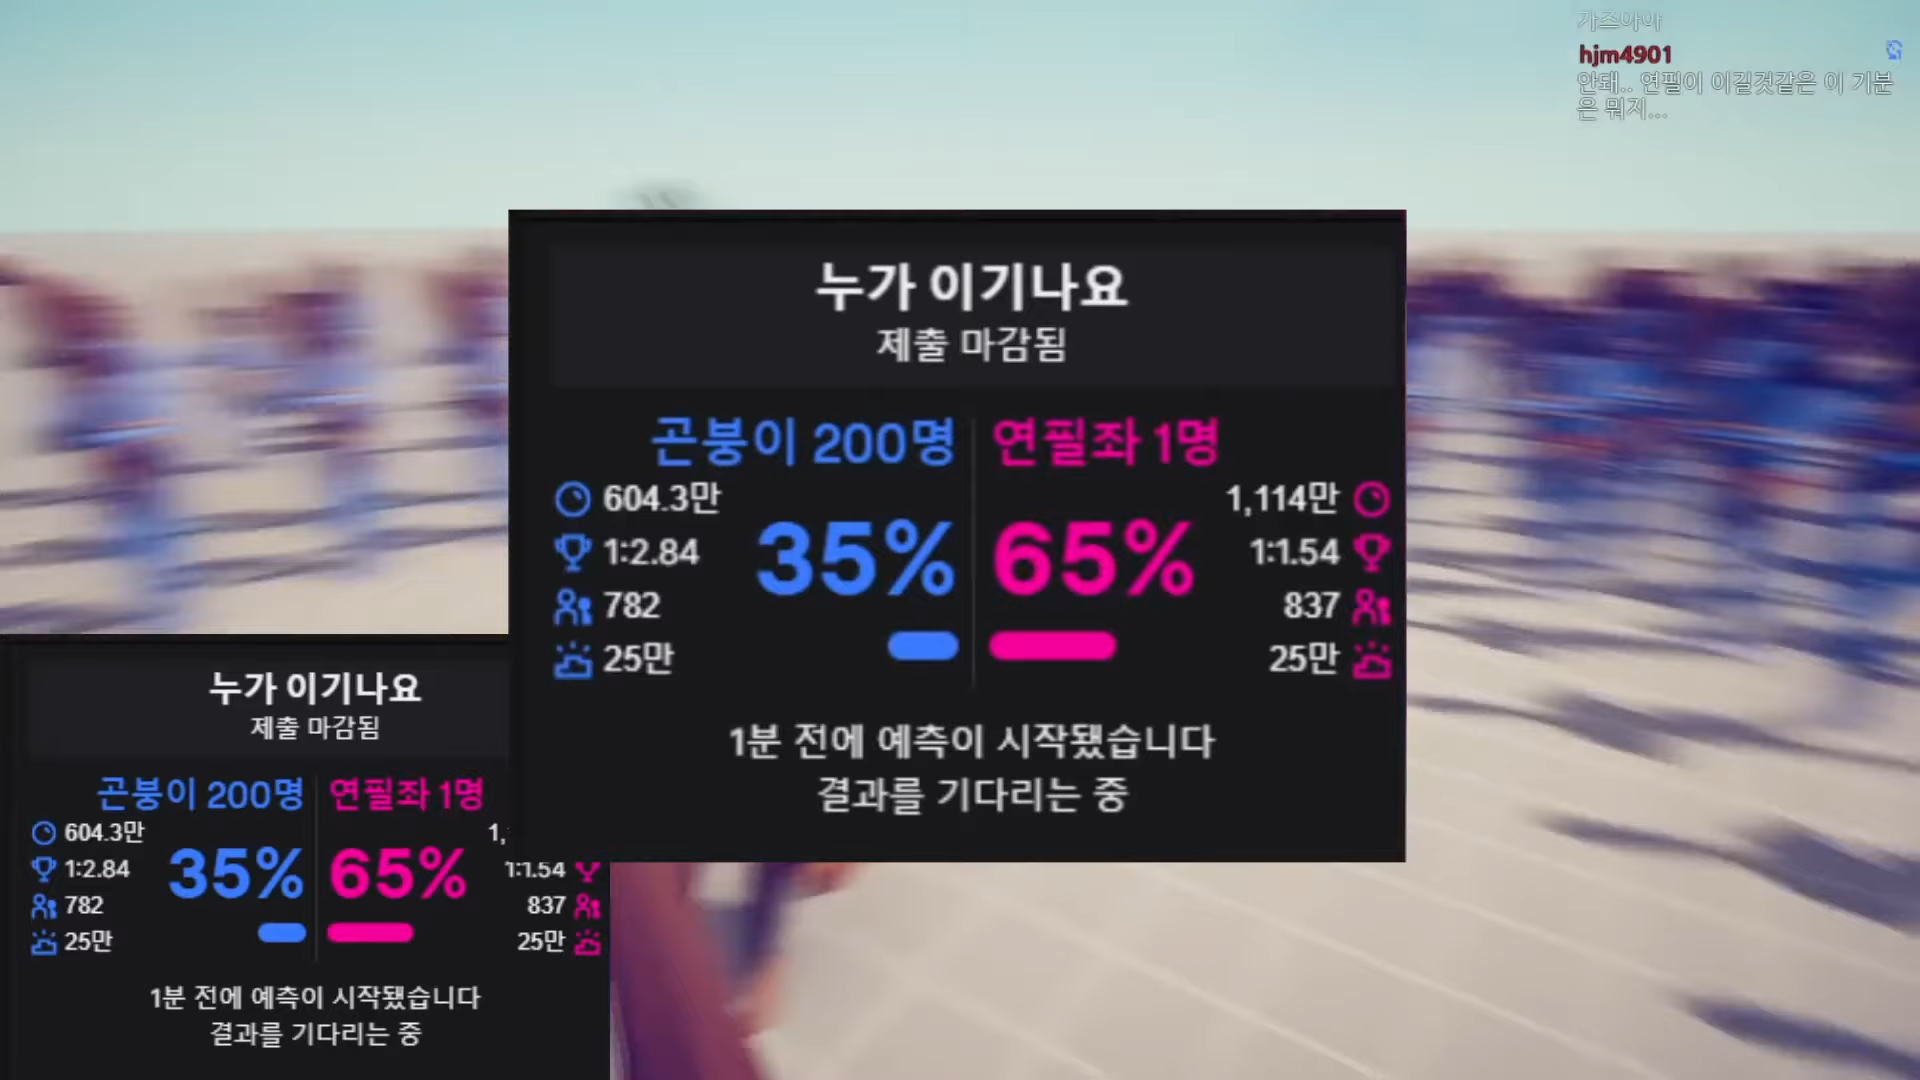 가즈아아
hjm4901
안돼.. 연필이 이길것같은 이 기분
은 뭐지...
누가 이기나요
제출 마감됨
곤붕이 200명
연필좌 1명
604.3만
35%
65%
1,114만
1:2.84
1:1.54
782
837
25만
25만
1분 전에 예측이 시작됐습니다
결과를 기다리는 중
누가 이기나요
제출 마감됨
곤붕이 200명
연필좌 1명
604.3만
35%
65%
1,
1:2.84
1:1.54
782
837
25만
25만
1분 전에 예측이 시작됐습니다
결과를 기다리는 중